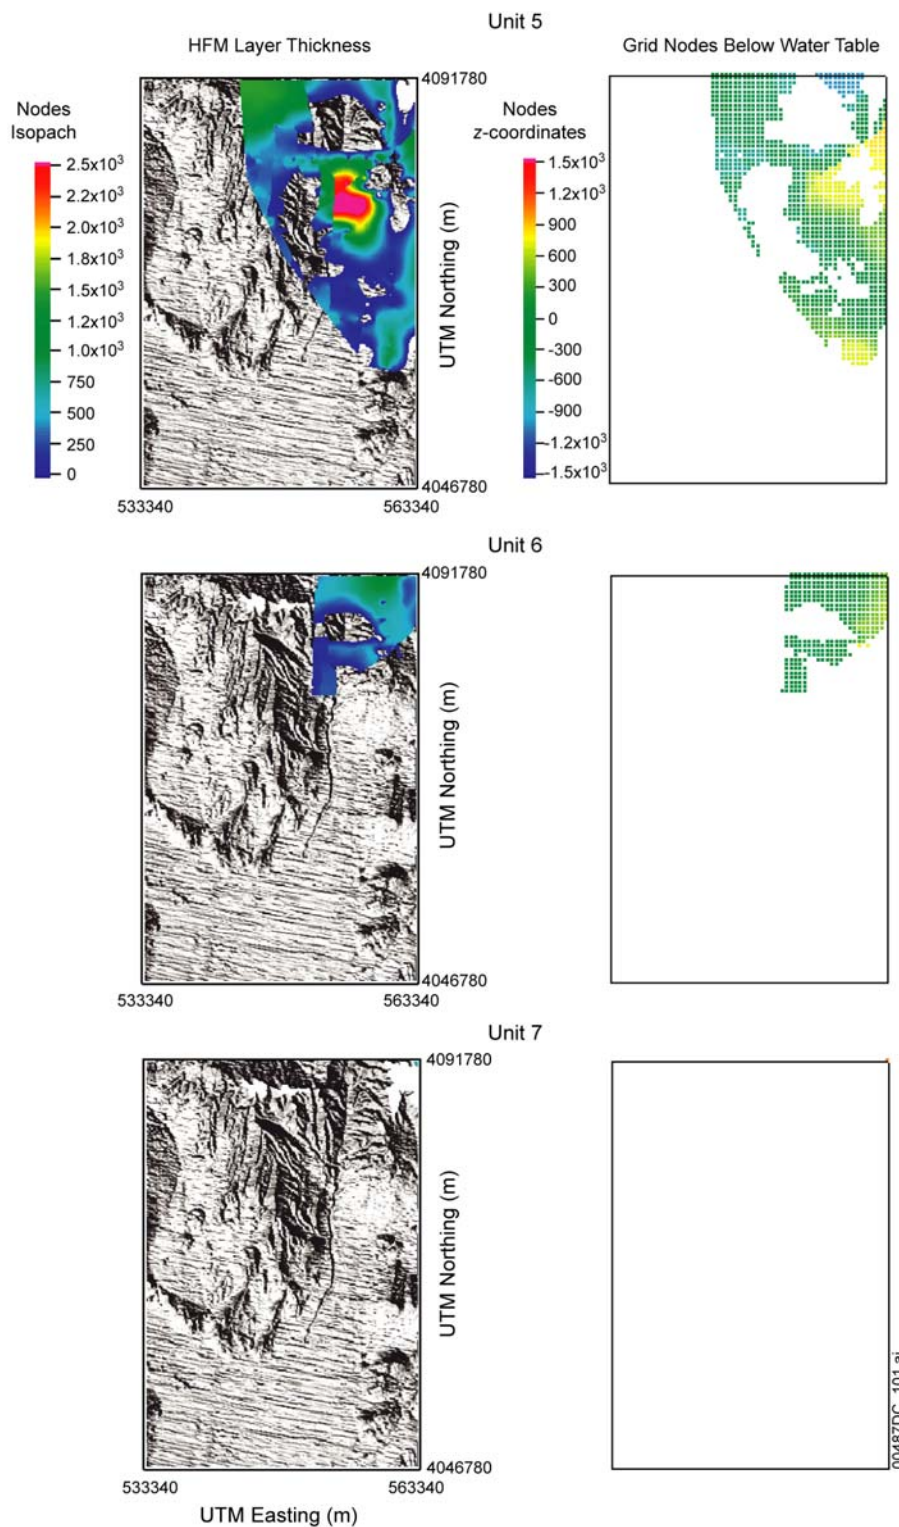 Unit 5
HFM Layer Thickness
Grid Nodes Below Water Table
4091780
Nodes
Isopach
2.5x10³
2.2x10³
2.0x10³
1.8x10³
1.2x10³
1.0x10³
750
500
250
0
UTM Northing (m)
Nodes
z-coordinates
1.5x10³
1.2x10³
900
600
300
0
-300
-600
-900
-1.2x10³
-1.5x10³
4046780
533340
563340
Unit 6
4091780
UTM Northing (m)
4046780
533340
563340
Unit 7
4091780
UTM Northing (m)
4046780
533340
563340
UTM Easting (m)
00487DC_101.ai